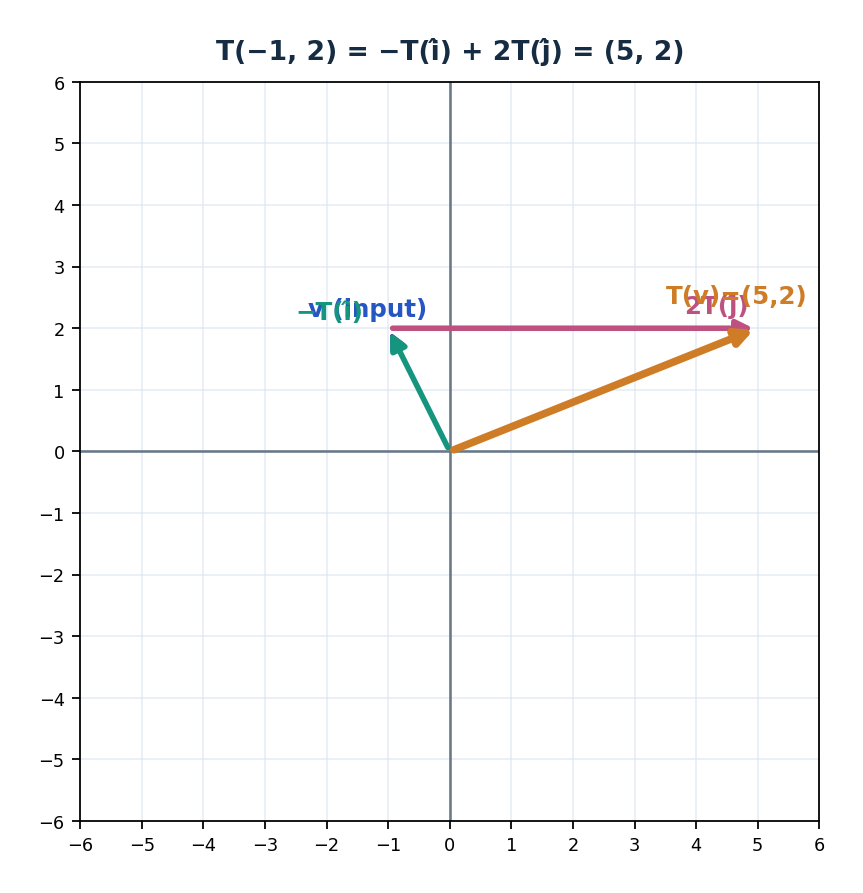 T(−1, 2) = −T(î) + 2T(ĵ) = (5, 2)
6
5
4
3
T(v)=(5,2)
−T(î)
v (input)
2T(ĵ)
2
1
0
−1
−2
−3
−4
−5
−6
−6 −5 −4 −3 −2 −1 0 1 2 3 4 5 6